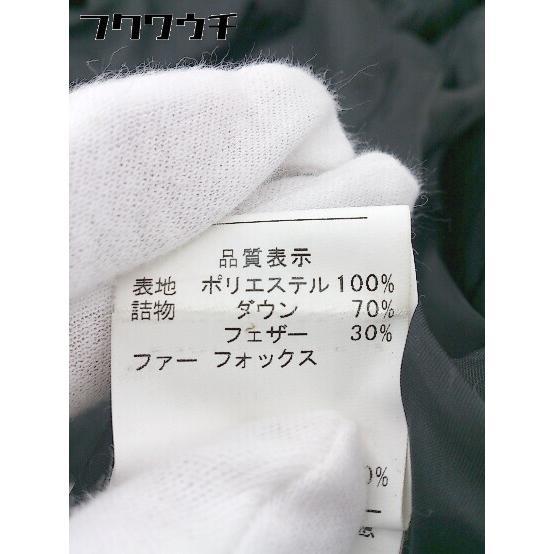 フクワウチ
品質表示
表地 ポリエステル 100%
詰物 ダウン 70%
フェザー 30%
ファー フォックス
0%